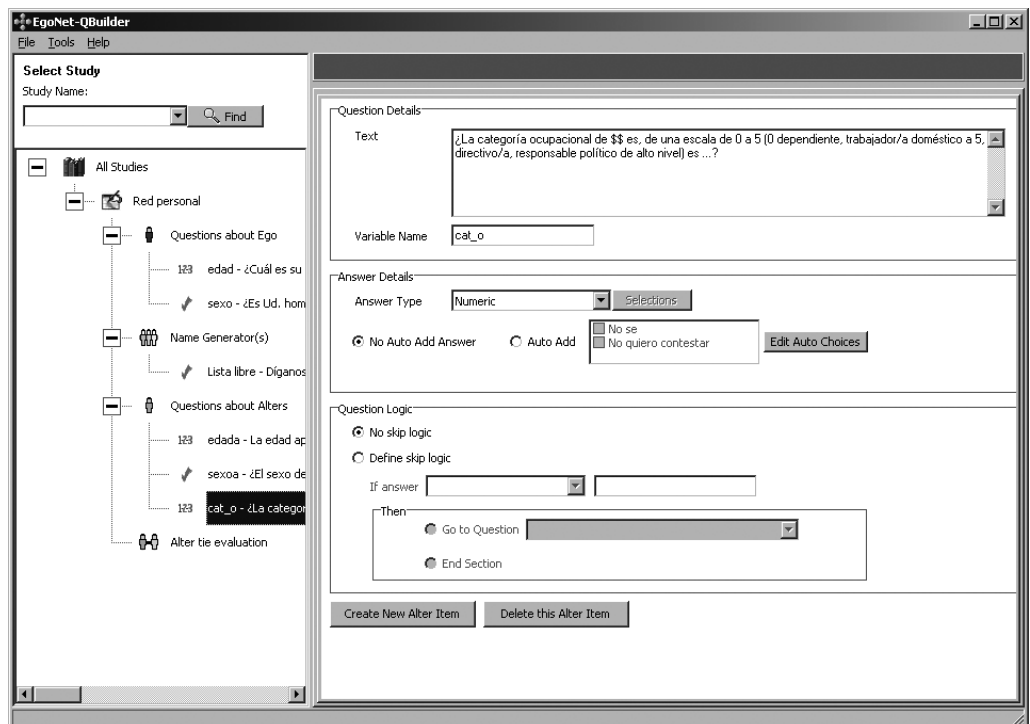 EgoNet-QBuilder
File Tools Help
Select Study
Study Name:
Find
All Studies
Red personal
Questions about Ego
123 edad - ¿Cuál es su
sexo - ¿Es Ud. hom
Name Generator(s)
Lista libre - Díganos
Questions about Alters
123 edada - La edad ap
sexoa - ¿El sexo de
123 cat_o - ¿La categor
Alter tie evaluation
Question Details
Text
¿La categoría ocupacional de $$ es, de una escala de 0 a 5 (0 dependiente, trabajador/a doméstico a 5,
directivo/a, responsable político de alto nivel) es ...?
Variable Name cat_o
Answer Details
Answer Type Numeric Selections
No Auto Add Answer Auto Add
No se
No quiero contestar
Edit Auto Choices
Question Logic
No skip logic
Define skip logic
If answer
Then
Go to Question
End Section
Create New Alter Item Delete this Alter Item